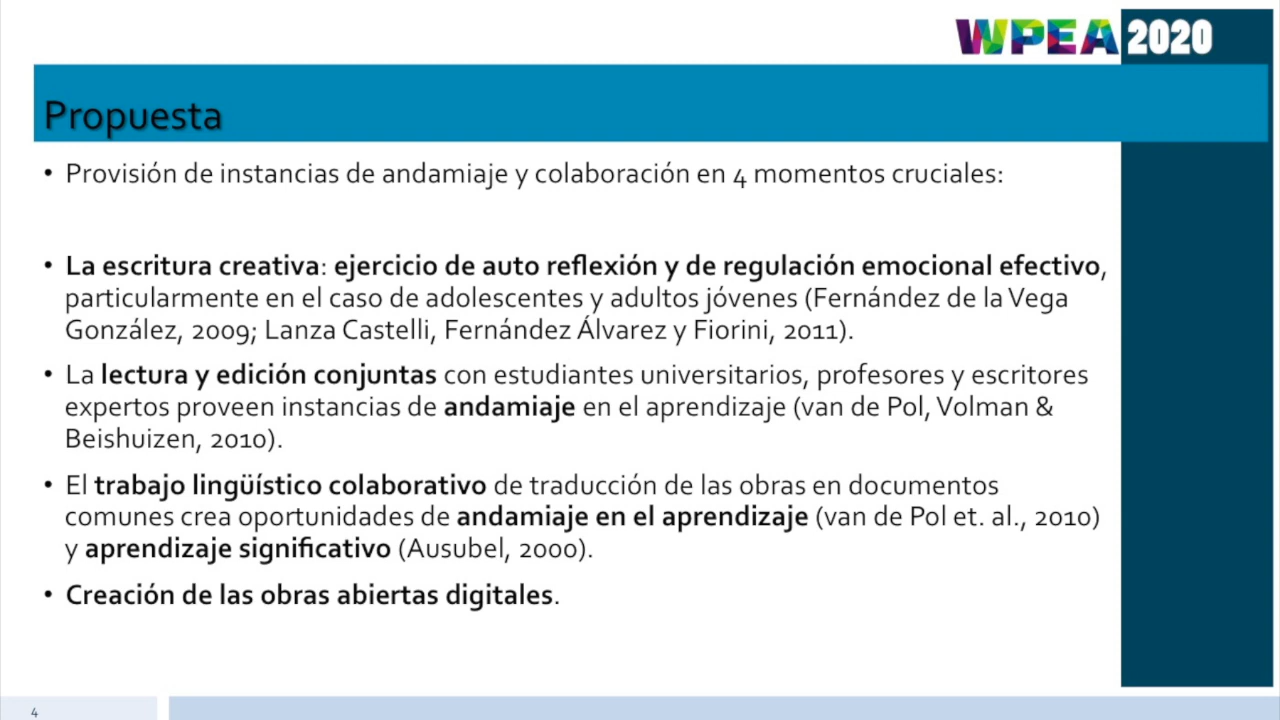 WPEA 2020
Propuesta
• Provisión de instancias de andamiaje y colaboración en 4 momentos cruciales:
• La escritura creativa: ejercicio de auto reflexión y de regulación emocional efectivo,
particularmente en el caso de adolescentes y adultos jóvenes (Fernández de la Vega
González, 2009; Lanza Castelli, Fernández Álvarez y Fiorini, 2011).
• La lectura y edición conjuntas con estudiantes universitarios, profesores y escritores
expertos proveen instancias de andamiaje en el aprendizaje (van de Pol, Volman &
Beishuizen, 2010).
• El trabajo lingüístico colaborativo de traducción de las obras en documentos
comunes crea oportunidades de andamiaje en el aprendizaje (van de Pol et. al., 2010)
y aprendizaje significativo (Ausubel, 2000).
• Creación de las obras abiertas digitales.
4